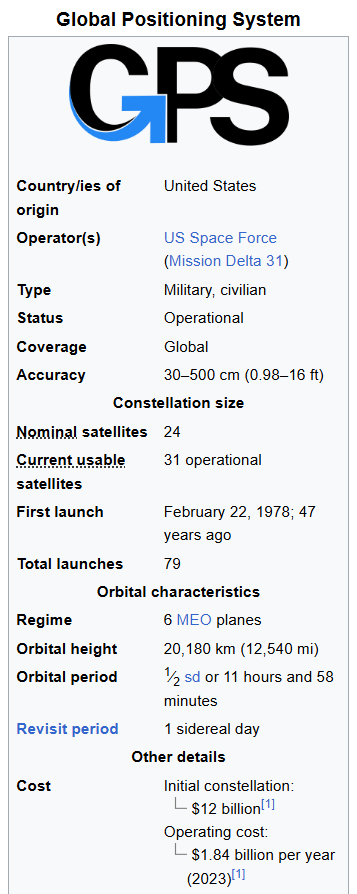 Global Positioning System
GPS
Country/ies of
origin
United States
Operator(s)
US Space Force
(Mission Delta 31)
Type
Military, civilian
Status
Operational
Coverage
Global
Accuracy
30–500 cm (0.98–16 ft)
Constellation size
Nominal satellites
24
Current usable
satellites
31 operational
First launch
February 22, 1978; 47
years ago
Total launches
79
Orbital characteristics
Regime
6 MEO planes
Orbital height
20,180 km (12,540 mi)
Orbital period
1⁄2 sd or 11 hours and 58
minutes
Revisit period
1 sidereal day
Other details
Cost
Initial constellation:
$12 billion[1]
Operating cost:
$1.84 billion per year
(2023)[1]